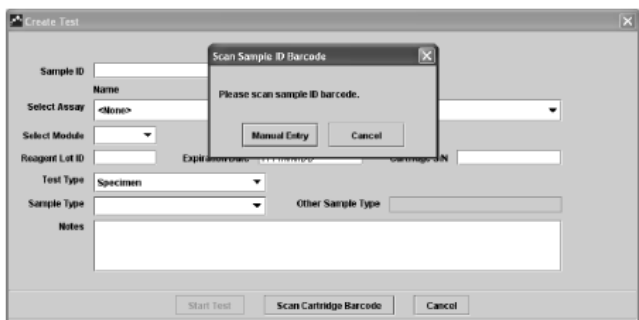 Create Test
Scan Sample ID Barcode
Sample ID
Please scan sample ID barcode.
Name
Select Assay <None>
Manual Entry Cancel
Select Module
Reagent Lot ID
Test Type Specimen
Sample Type Other Sample Type
Notes
Start Test Scan Cartridge Barcode Cancel